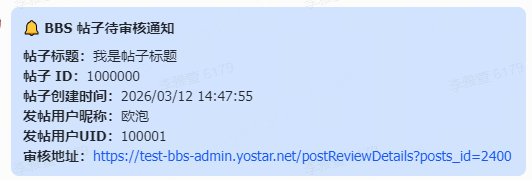 🔔 BBS 帖子待审核通知
帖子标题：我是帖子标题
帖子 ID：1000000
帖子创建时间：2026/03/12 14:47:55
发帖用户昵称：欧泡
发帖用户UID：100001
审核地址：https://test-bbs-admin.yostar.net/postReviewDetails?posts_id=2400